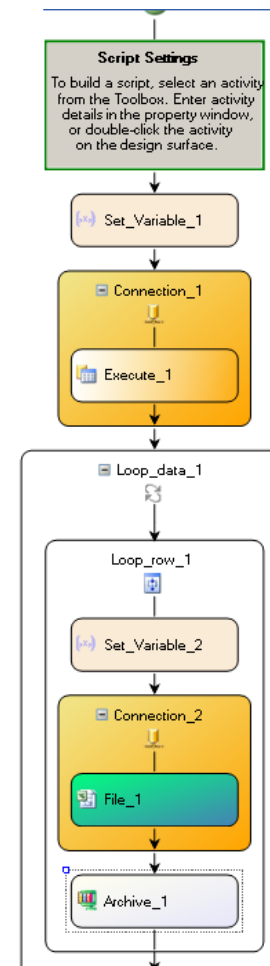 Script Settings
To build a script, select an activity
from the Toolbox. Enter activity
details in the property window,
or double-click the activity
on the design surface.
Set_Variable_1
Connection_1
Execute_1
Loop_data_1
Loop_row_1
Set_Variable_2
Connection_2
File_1
Archive_1